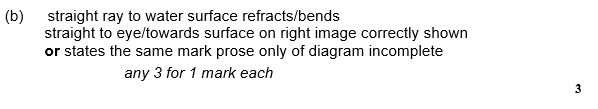 (b) straight ray to water surface refracts/bends
straight to eye/towards surface on right image correctly shown
or states the same mark prose only of diagram incomplete
any 3 for 1 mark each
3